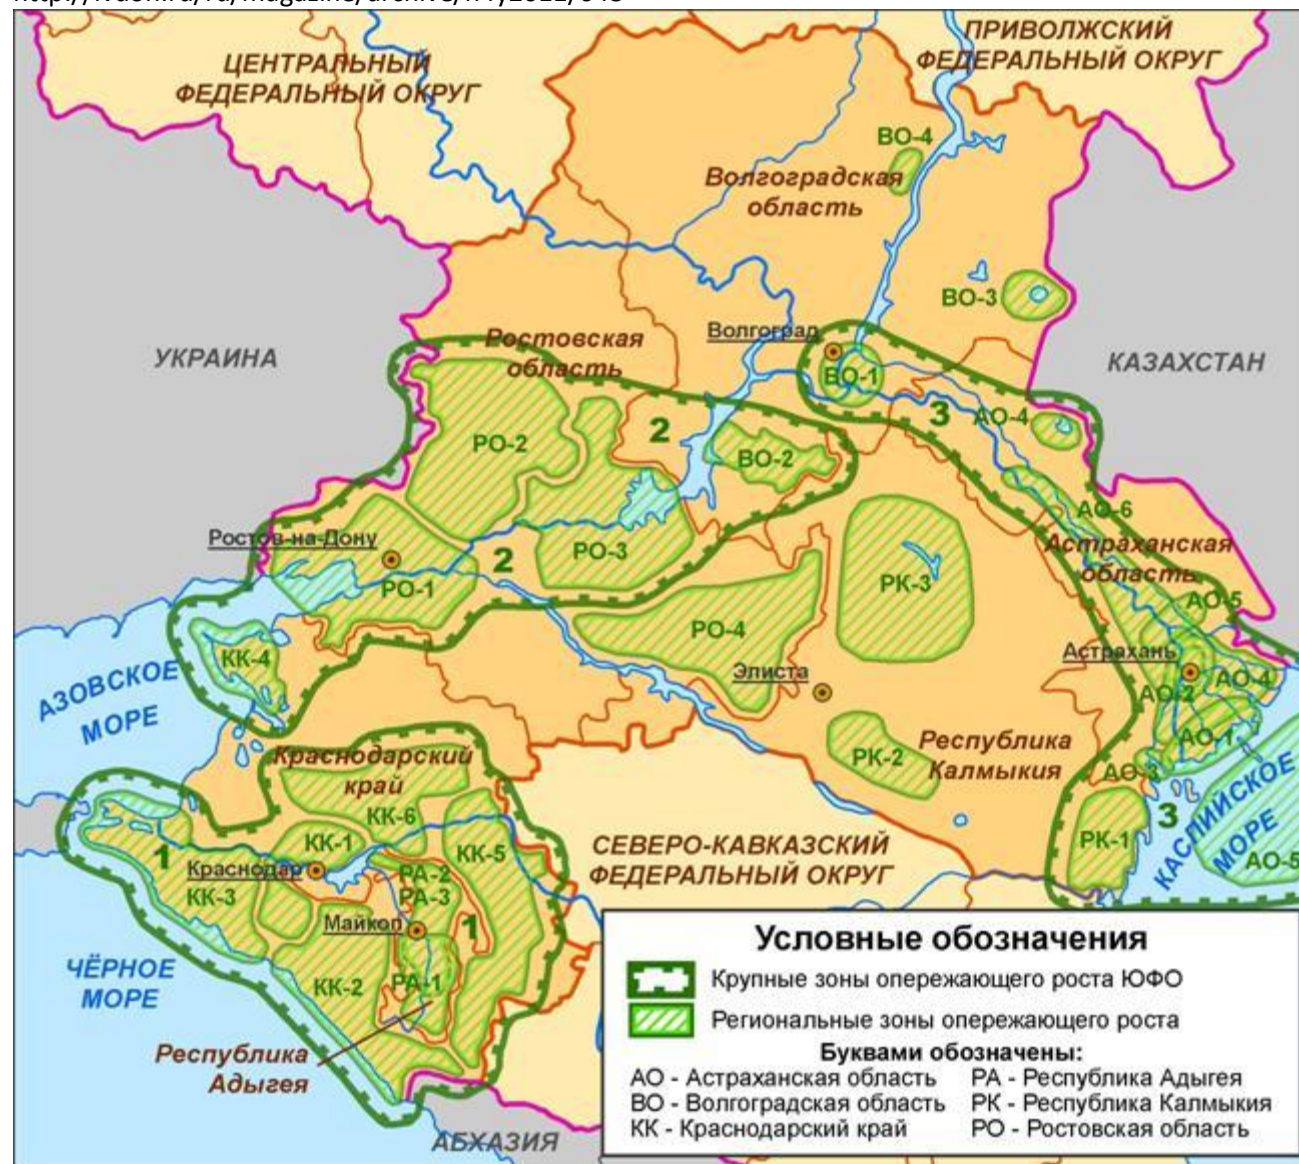 ЦЕНТРАЛЬНЫЙ
ФЕДЕРАЛЬНЫЙ ОКРУГ
ПРИВОЛЖСКИЙ
ФЕДЕРАЛЬНЫЙ ОКРУГ
ВО-4
Волгоградская
область
ВО-3
Волгоград
УКРАИНА
Ростовская
область
КАЗАХСТАН
ВО-1
3
АО-4
2
РО-2
ВО-2
АО-6
Ростов-на-Дону
РО-3
2
Астраханская
область
РО-1
РК-3
АО-5
РО-4
КК-4
Элиста
Астрахань
АО-4
АО-2
АЗОВСКОЕ
МОРЕ
АО-1
Краснодарский
край
РК-2
Республика
Калмыкия
АО-3
КК-6
3
КАСПИЙСКОЕ
МОРЕ
КК-1
КК-5
РК-1
1
СЕВЕРО-КАВКАЗСКИЙ
ФЕДЕРАЛЬНЫЙ ОКРУГ
АО-5
Краснодар
РА-2
КК-3
РА-3
Майкоп
1
ЧЁРНОЕ
МОРЕ
КК-2
РА-1
Республика
Адыгея
АБХАЗИЯ
Условные обозначения
Крупные зоны опережающего роста ЮФО
Региональные зоны опережающего роста
Буквами обозначены:
АО - Астраханская область РА - Республика Адыгея
ВО - Волгоградская область РК - Республика Калмыкия
КК - Краснодарский край РО - Ростовская область